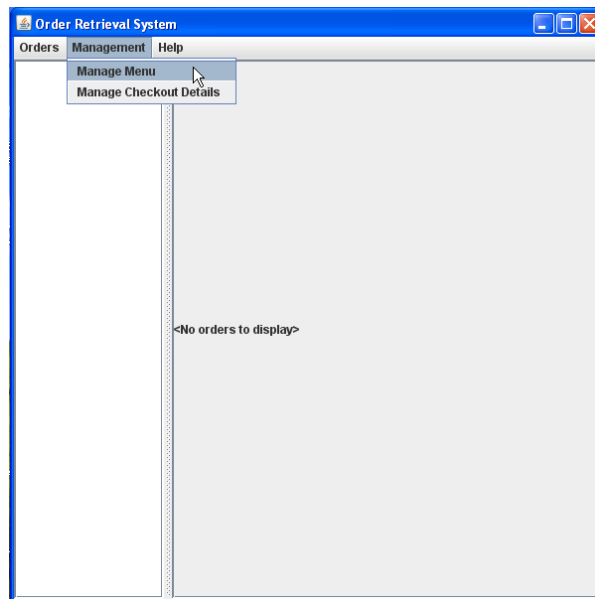 Order Retrieval System
Orders Management Help
Manage Menu
Manage Checkout Details
<No orders to display>